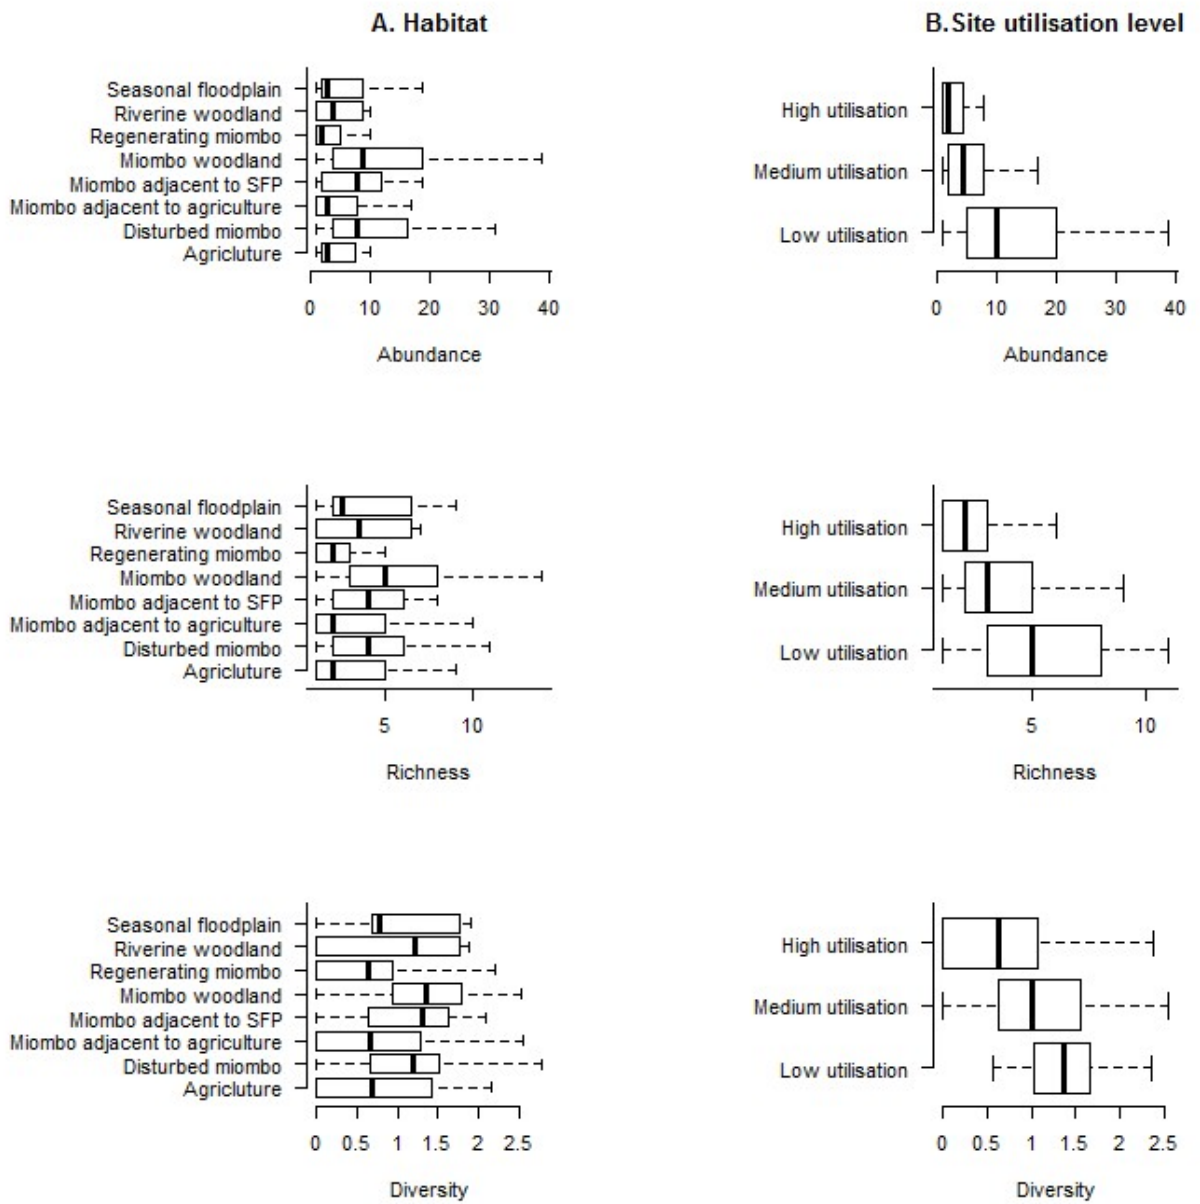 A. Habitat
Seasonal floodplain
Riverine woodland
Regenerating miombo
Miombo woodland
Miombo adjacent to SFP
Miombo adjacent to agriculture
Disturbed miombo
Agricluture
0 10 20 30 40
Abundance
B.Site utilisation level
High utilisation
Medium utilisation
Low utilisation
0 10 20 30 40
Abundance
Seasonal floodplain
Riverine woodland
Regenerating miombo
Miombo woodland
Miombo adjacent to SFP
Miombo adjacent to agriculture
Disturbed miombo
Agricluture
5 10
Richness
High utilisation
Medium utilisation
Low utilisation
5 10
Richness
Seasonal floodplain
Riverine woodland
Regenerating miombo
Miombo woodland
Miombo adjacent to SFP
Miombo adjacent to agriculture
Disturbed miombo
Agricluture
0 0.5 1 1.5 2 2.5
Diversity
High utilisation
Medium utilisation
Low utilisation
0 0.5 1 1.5 2 2.5
Diversity